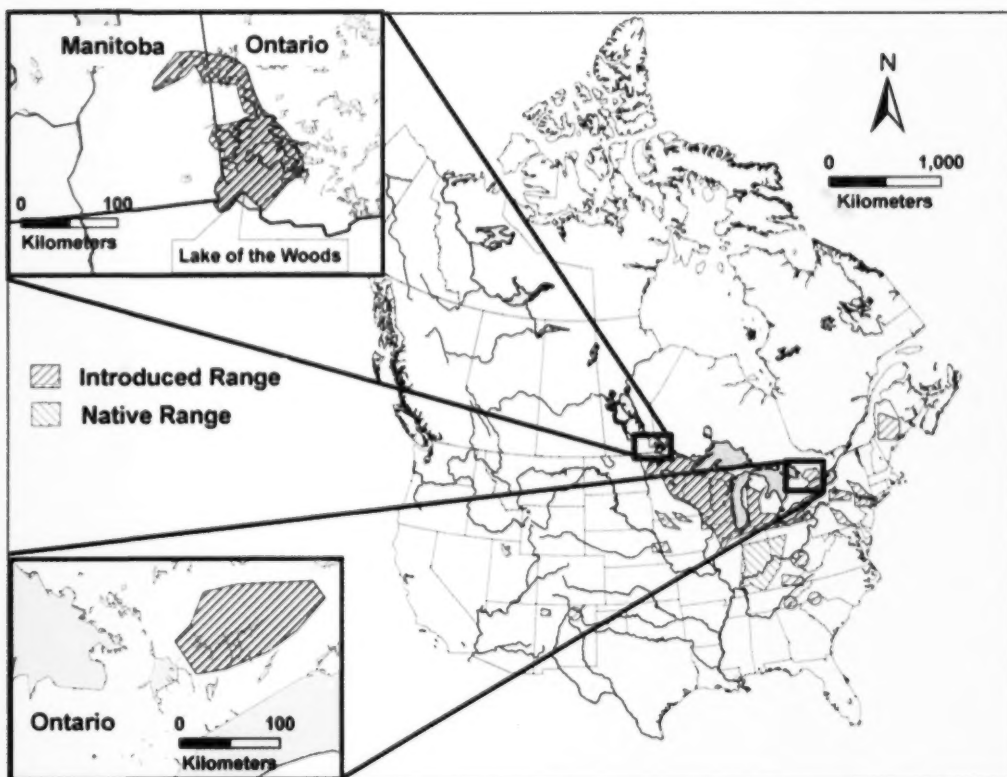 Manitoba Ontario
0 100
Kilometers
Lake of the Woods
N
0 1,000
Kilometers
Introduced Range
Native Range
Ontario
0 100
Kilometers